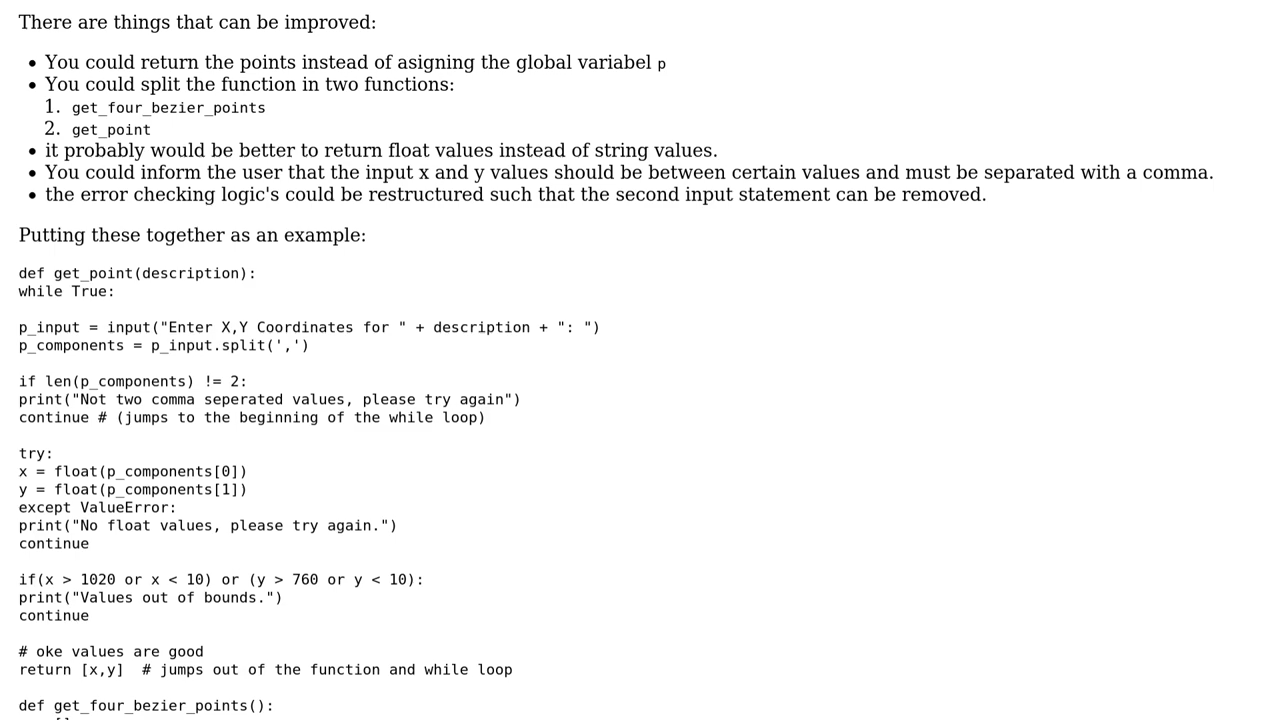 There are things that can be improved:
• You could return the points instead of asigning the global variabel p
• You could split the function in two functions:
1. get_four_bezier_points
2. get_point
• it probably would be better to return float values instead of string values.
• You could inform the user that the input x and y values should be between certain values and must be separated with a comma.
• the error checking logic's could be restructured such that the second input statement can be removed.
Putting these together as an example:
def get_point(description):
while True:
p_input = input("Enter X,Y Coordinates for " + description + ": ")
p_components = p_input.split(',')
if len(p_components) != 2:
print("Not two comma seperated values, please try again")
continue # (jumps to the beginning of the while loop)
try:
x = float(p_components[0])
y = float(p_components[1])
except ValueError:
print("No float values, please try again.")
continue
if(x > 1020 or x < 10) or (y > 760 or y < 10):
print("Values out of bounds.")
continue
# oke values are good
return [x,y]  # jumps out of the function and while loop
def get_four_bezier_points():